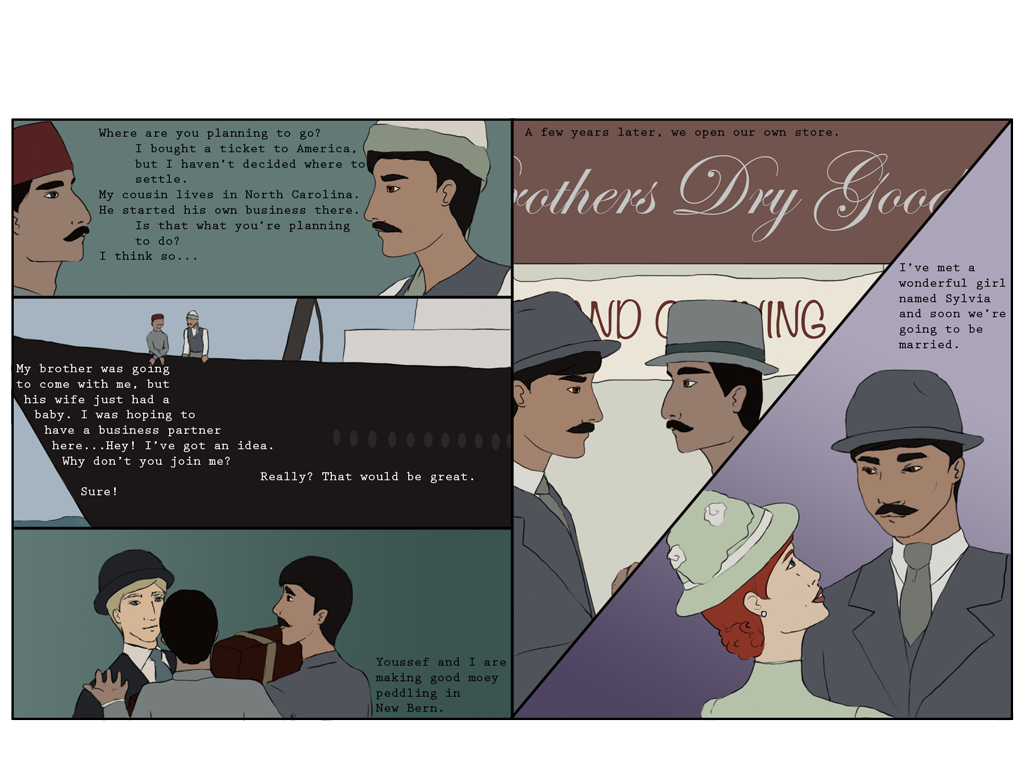 Where are you planning to go?
I bought a ticket to America,
but I haven't decided where to
settle.
My cousin lives in North Carolina.
He started his own business there.
Is that what you're planning
to do?
I think so...
My brother was going
to come with me, but
his wife just had a
baby. I was hoping to
have a business partner
here...Hey! I've got an idea.
Why don't you join me?
Really? That would be great.
Sure!
Youssef and I are
making good moey
peddling in
New Bern.
A few years later, we open our own store.
rothers Dry Goo
I've met a
wonderful girl
named Sylvia
and soon we're
going to be
married.